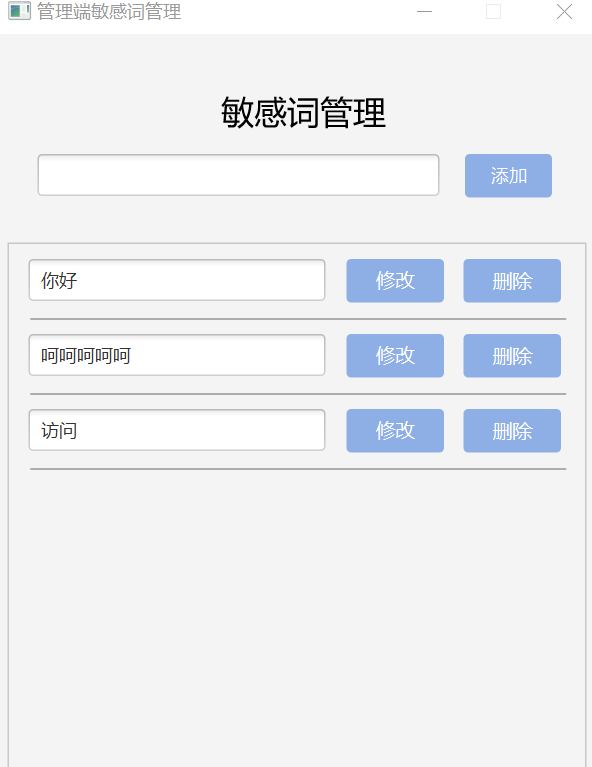 管理端敏感词管理
敏感词管理
添加
你好 修改 删除
呵呵呵呵呵 修改 删除
访问 修改 删除